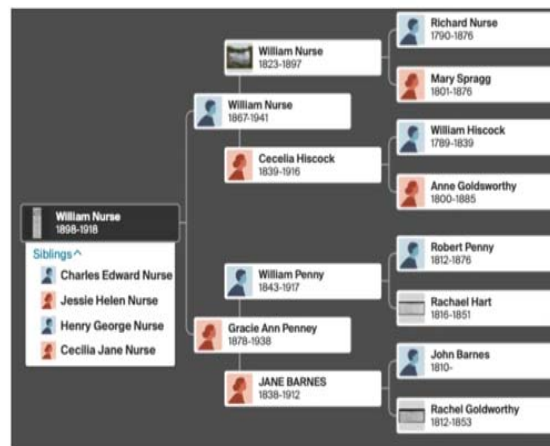 William Nurse
1898-1918
Siblings^
Charles Edward Nurse
Jessie Helen Nurse
Henry George Nurse
Cecilia Jane Nurse
William Nurse
1867-1941
Gracie Ann Penney
1878-1938
William Nurse
1823-1897
Cecelia Hiscock
1839-1916
William Penny
1843-1917
JANE BARNES
1838-1912
Richard Nurse
1790-1876
Mary Spragg
1801-1876
William Hiscock
1789-1839
Anne Goldsworthy
1800-1885
Robert Penny
1812-1876
Rachael Hart
1816-1851
John Barnes
1810-
Rachel Goldworthy
1812-1853